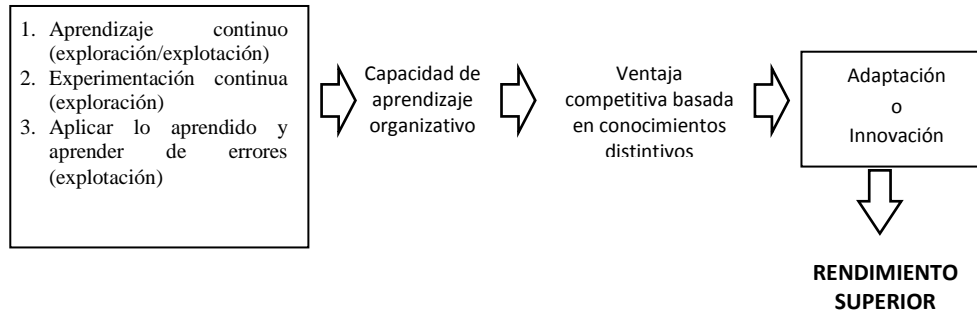 1. Aprendizaje continuo
(exploración/explotación)
2. Experimentación continua
(exploración)
3. Aplicar lo aprendido y
aprender de errores
(explotación)
Capacidad de
aprendizaje
organizativo
Ventaja
competitiva basada
en conocimientos
distintivos
Adaptación
o
Innovación
RENDIMIENTO
SUPERIOR